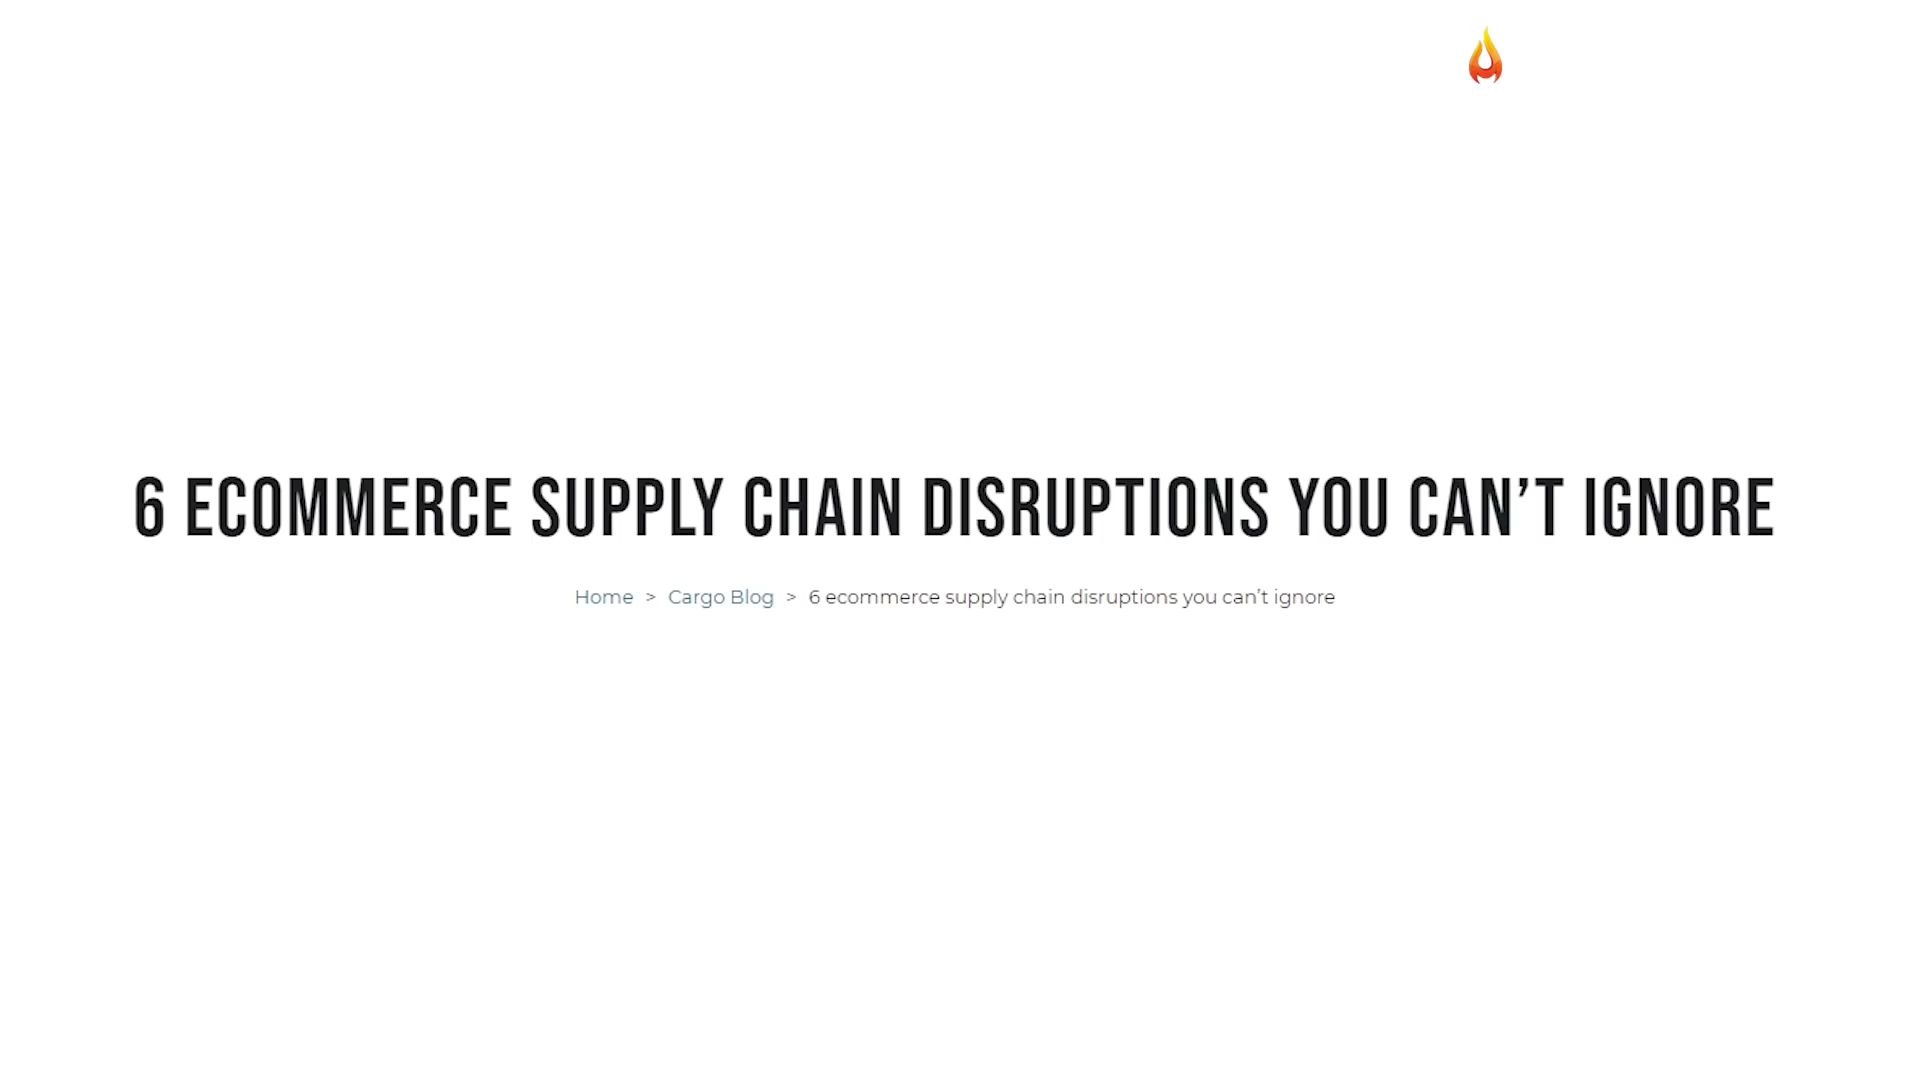 6 ECOMMERCE SUPPLY CHAIN DISRUPTIONS YOU CAN’T IGNORE
Home > Cargo Blog > 6 ecommerce supply chain disruptions you can’t ignore